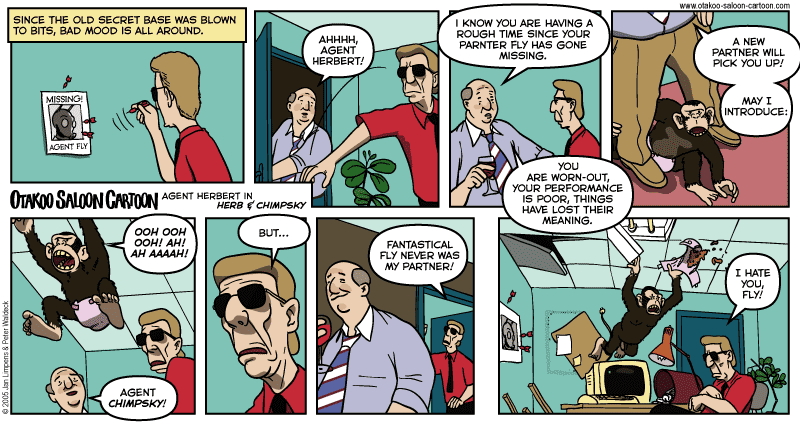 www.otakoo-saloon-cartoon.com
SINCE THE OLD SECRET BASE WAS BLOWN
TO BITS, BAD MOOD IS ALL AROUND.
MISSING!
AGENT FLY
AHHHH,
AGENT
HERBERT!
I KNOW YOU ARE HAVING A
ROUGH TIME SINCE YOUR
PARNTER FLY HAS GONE
MISSING.
YOU
ARE WORN-OUT,
YOUR PERFORMANCE
IS POOR, THINGS
HAVE LOST THEIR
MEANING.
A NEW
PARTNER WILL
PICK YOU UP!
MAY I
INTRODUCE:
OTAKOO SALOON CARTOON
AGENT HERBERT IN
HERB & CHIMPSKY
OOH OOH
OOH! AH!
AH AAAAH!
AGENT
CHIMPSKY!
BUT...
FANTASTICAL
FLY NEVER WAS
MY PARTNER!
I HATE
YOU,
FLY!
© 2005 Jan Limpens & Peter Waldeck